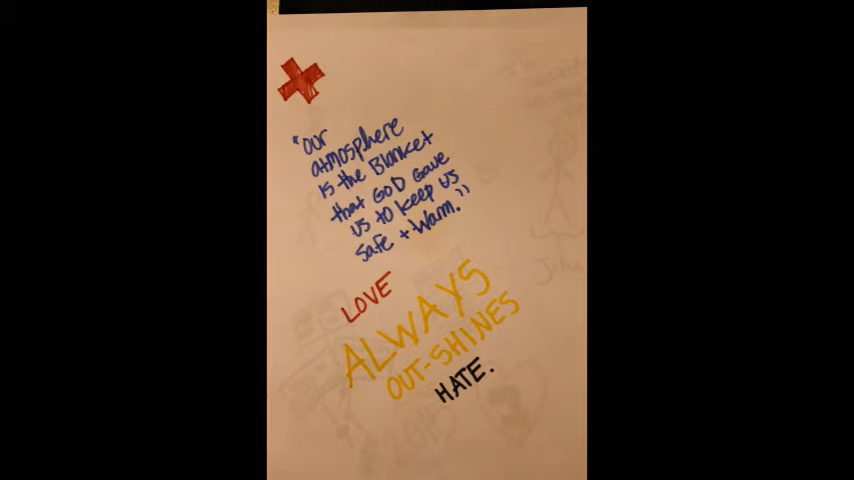 "OUR
atmosphere
is the Blanket
that GOD Gave
us to keep us
safe + warm."
LOVE
ALWAYS
OUT-SHINES
HATE.
John